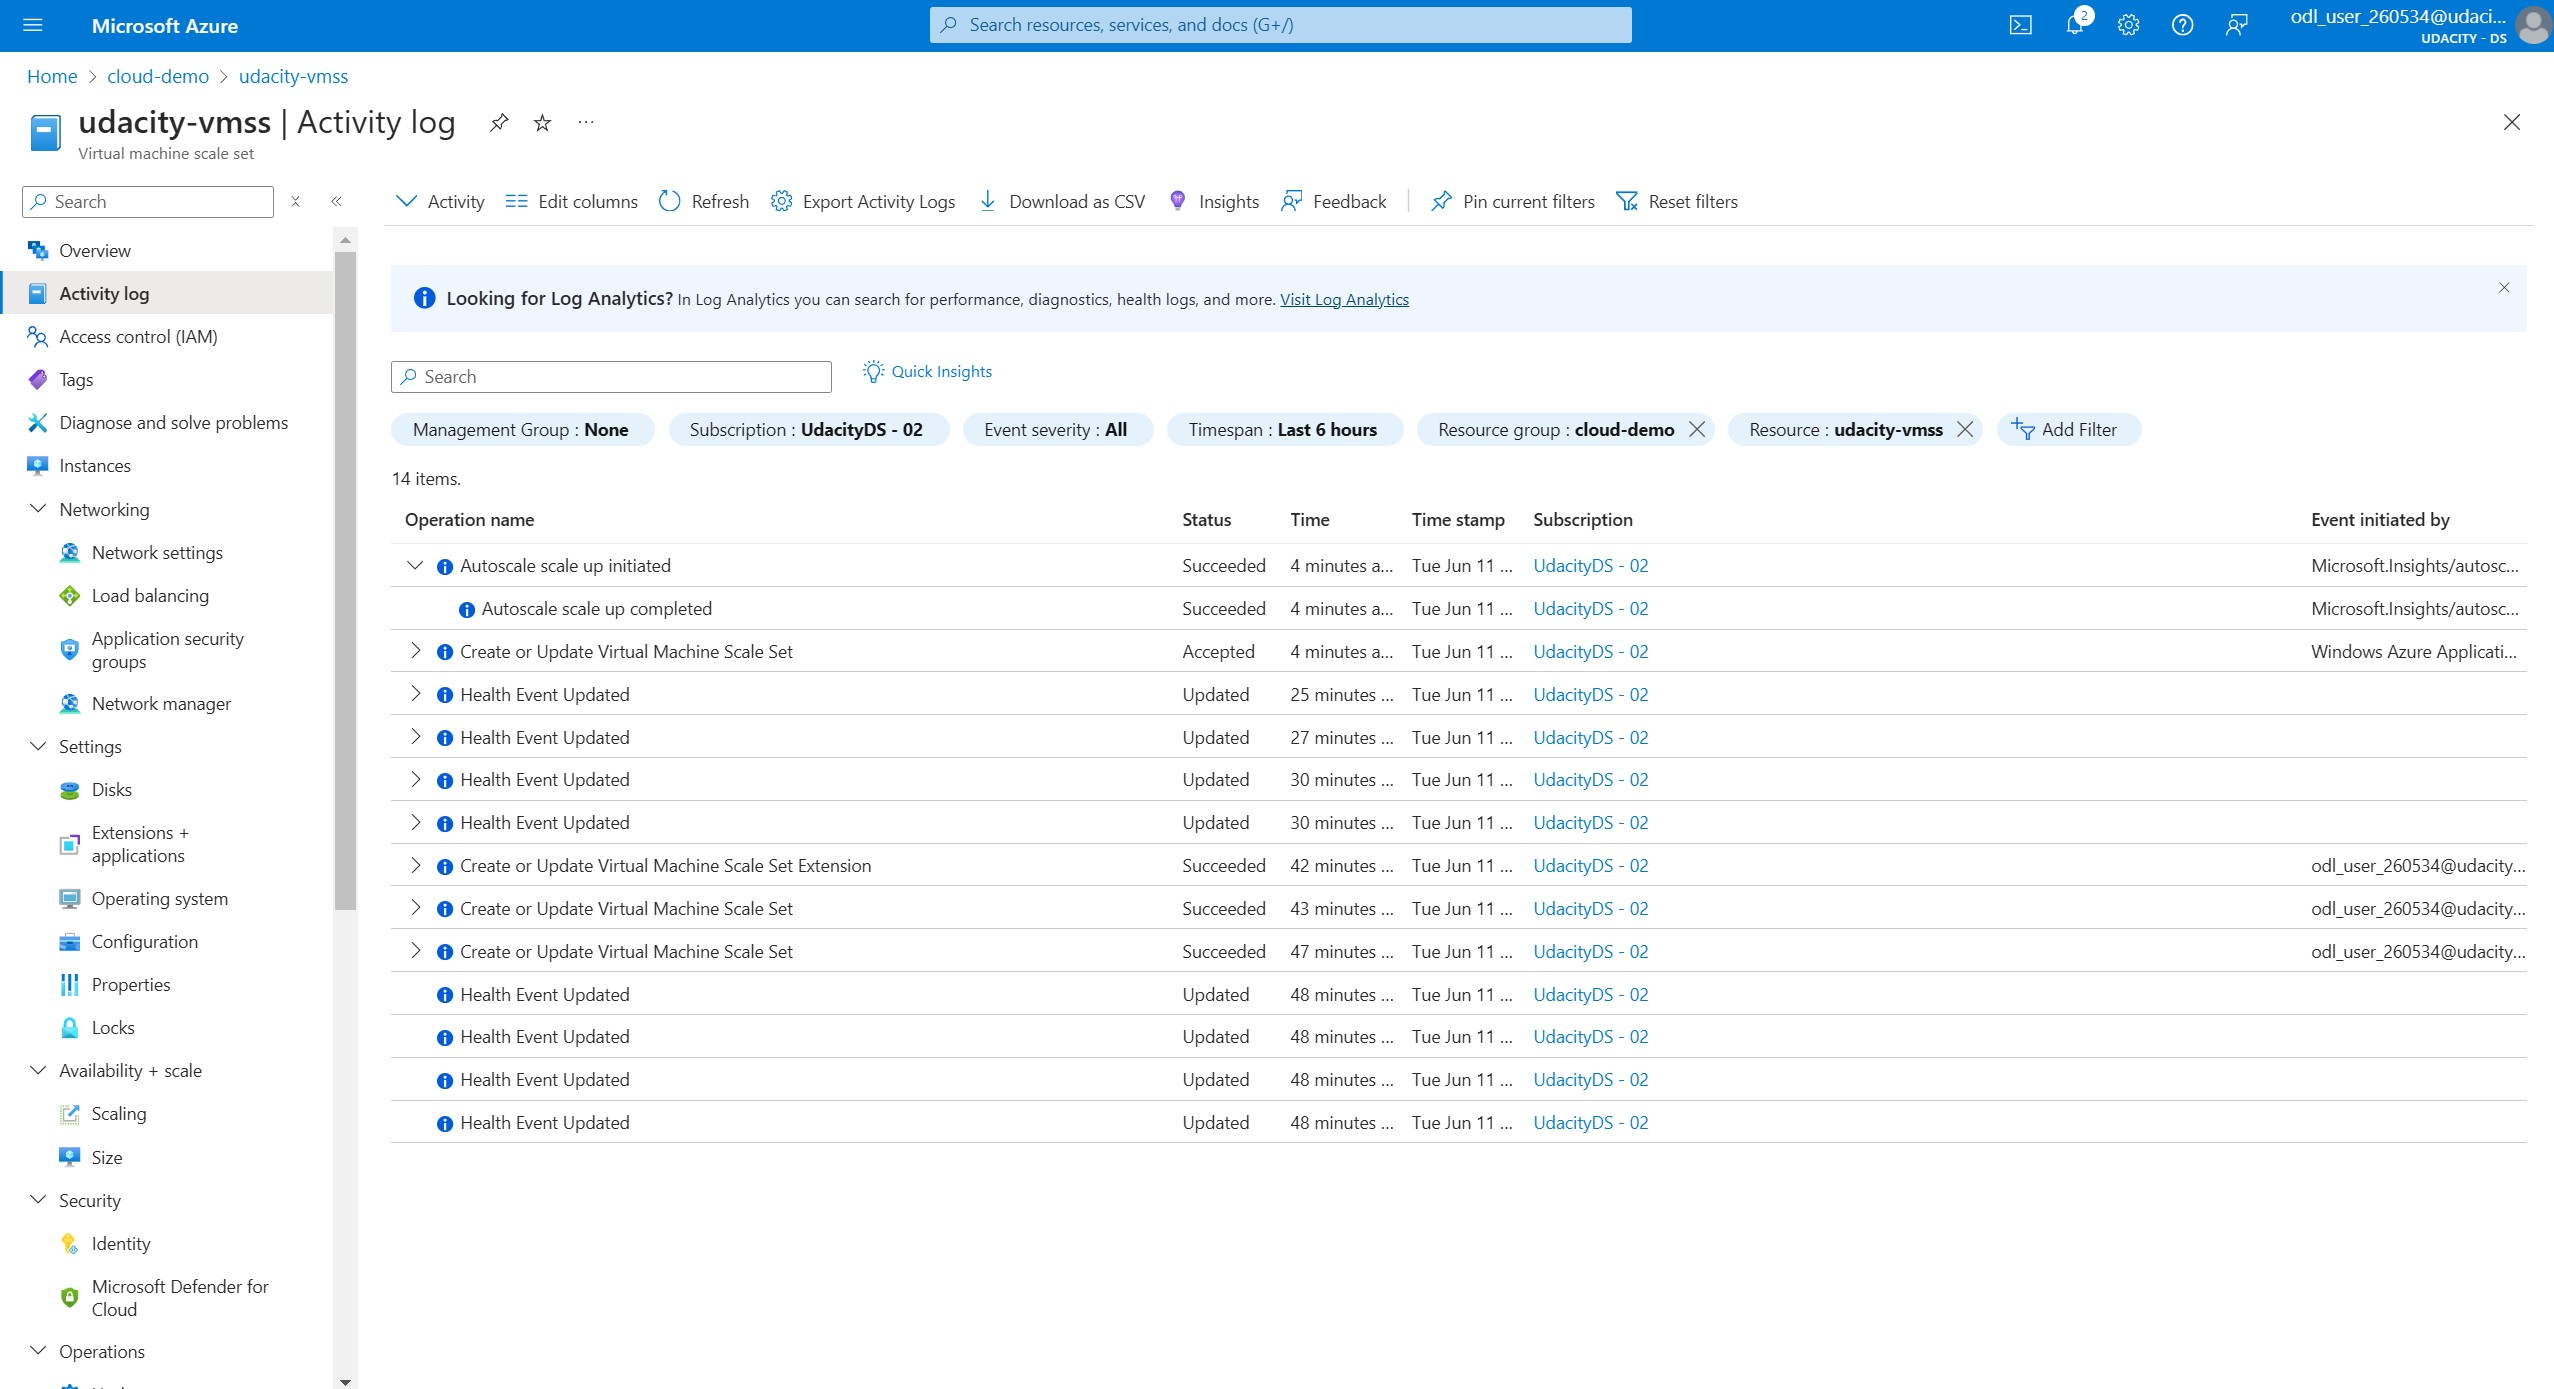 Microsoft Azure
Search resources, services, and docs (G+/)
2
odl_user_260534@udaci...
UDACITY - DS
Home > cloud-demo > udacity-vmss
udacity-vmss | Activity log
Virtual machine scale set
Search
Overview
Activity log
Access control (IAM)
Tags
Diagnose and solve problems
Instances
Networking
Network settings
Load balancing
Application security
groups
Network manager
Settings
Disks
Extensions +
applications
Operating system
Configuration
Properties
Locks
Availability + scale
Scaling
Size
Security
Identity
Microsoft Defender for
Cloud
Operations
Activity Edit columns Refresh Export Activity Logs Download as CSV Insights Feedback Pin current filters Reset filters
Looking for Log Analytics? In Log Analytics you can search for performance, diagnostics, health logs, and more. Visit Log Analytics
Search
Quick Insights
Management Group : None Subscription : UdacityDS - 02 Event severity : All Timespan : Last 6 hours Resource group : cloud-demo Resource : udacity-vmss Add Filter
14 items.
Operation name Status Time Time stamp Subscription Event initiated by
Autoscale scale up initiated Succeeded 4 minutes a... Tue Jun 11 ... UdacityDS - 02 Microsoft.Insights/autosc...
Autoscale scale up completed Succeeded 4 minutes a... Tue Jun 11 ... UdacityDS - 02 Microsoft.Insights/autosc...
Create or Update Virtual Machine Scale Set Accepted 4 minutes a... Tue Jun 11 ... UdacityDS - 02 Windows Azure Applicati...
Health Event Updated Updated 25 minutes ... Tue Jun 11 ... UdacityDS - 02
Health Event Updated Updated 27 minutes ... Tue Jun 11 ... UdacityDS - 02
Health Event Updated Updated 30 minutes ... Tue Jun 11 ... UdacityDS - 02
Health Event Updated Updated 30 minutes ... Tue Jun 11 ... UdacityDS - 02
Create or Update Virtual Machine Scale Set Extension Succeeded 42 minutes ... Tue Jun 11 ... UdacityDS - 02 odl_user_260534@udacity...
Create or Update Virtual Machine Scale Set Succeeded 43 minutes ... Tue Jun 11 ... UdacityDS - 02 odl_user_260534@udacity...
Create or Update Virtual Machine Scale Set Succeeded 47 minutes ... Tue Jun 11 ... UdacityDS - 02 odl_user_260534@udacity...
Health Event Updated Updated 48 minutes ... Tue Jun 11 ... UdacityDS - 02
Health Event Updated Updated 48 minutes ... Tue Jun 11 ... UdacityDS - 02
Health Event Updated Updated 48 minutes ... Tue Jun 11 ... UdacityDS - 02
Health Event Updated Updated 48 minutes ... Tue Jun 11 ... UdacityDS - 02